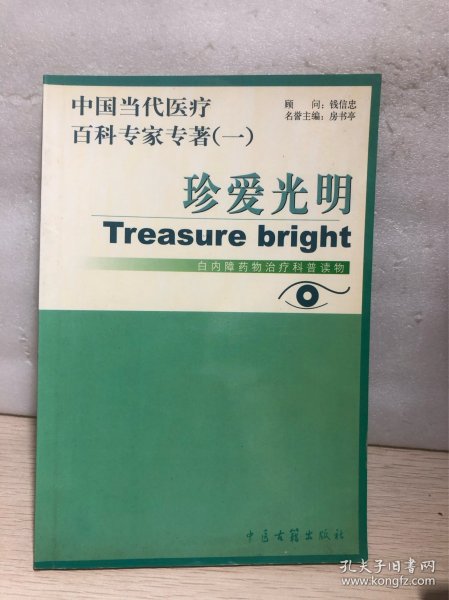 中国当代医疗
百科专家专著(一)
顾 问：钱信忠
名誉主编：房书亭
珍爱光明
Treasure bright
白内障药物治疗科普读物
中医古籍出版社
孔夫子旧书网
www.kongfz.com